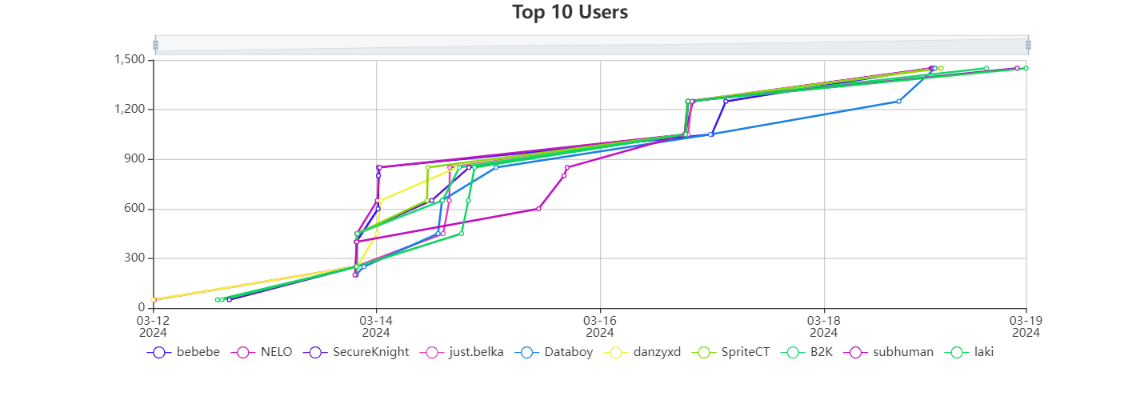 Top 10 Users
1,500
1,200
900
600
300
0
03-12 03-14 03-16 03-18 03-19
2024 2024 2024 2024 2024
bebebe NELO SecureKnight just.belka Databoy danzyxd SpriteCT B2K subhuman laki